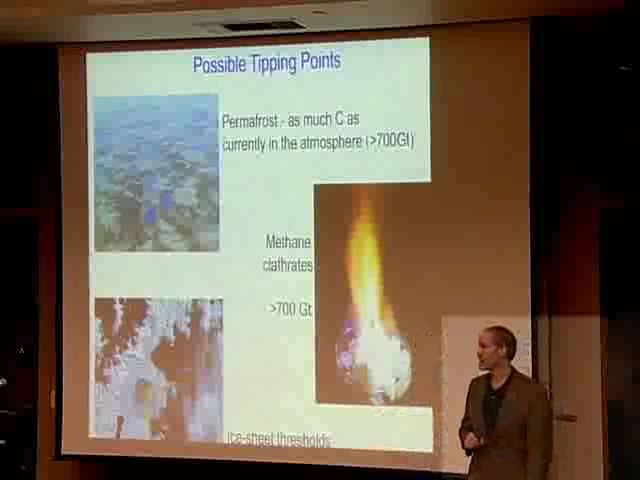 Possible Tipping Points
Permafrost - as much C as
currently in the atmosphere (>700Gt)
Methane
clathrates
>700 Gt
Ice-sheet thresholds